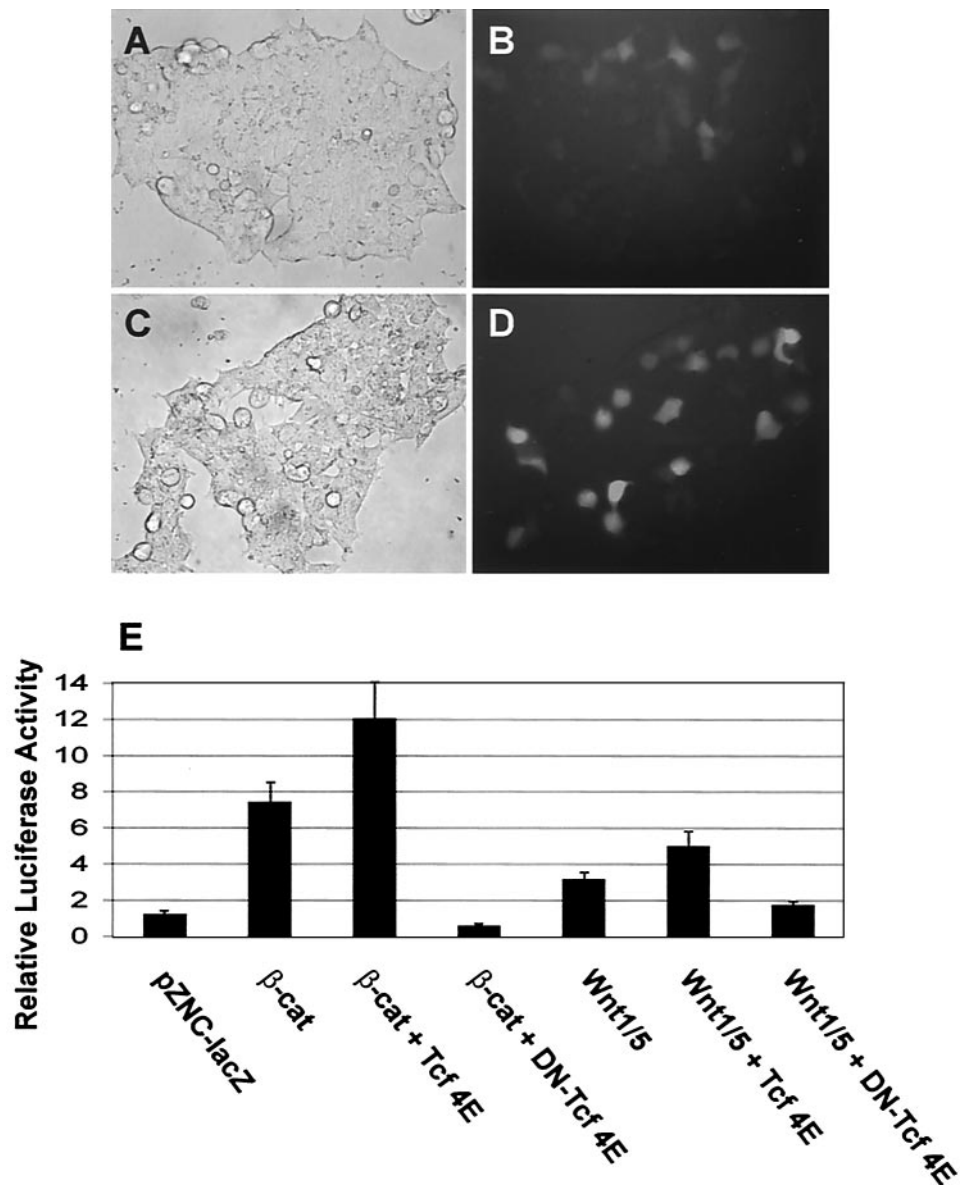 A
B
C
D
E
Relative Luciferase Activity
14
12
10
8
6
4
2
0
pZNC-lacZ
β-cat
β-cat + Tcf 4E
β-cat + DN-Tcf 4E
Wnt1/5
Wnt1/5 + Tcf 4E
Wnt1/5 + DN-Tcf 4E